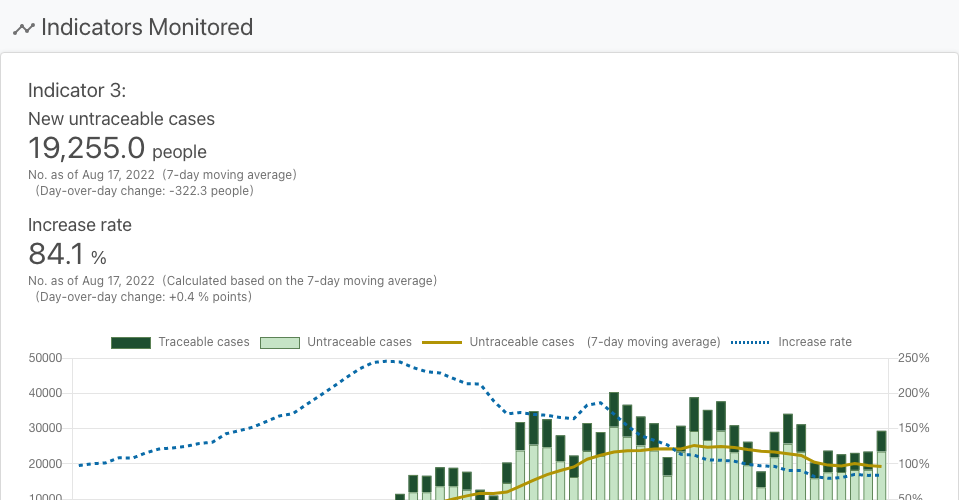 Indicators Monitored
Indicator 3:
New untraceable cases
19,255.0 people
No. as of Aug 17, 2022 (7-day moving average)
(Day-over-day change: -322.3 people)
Increase rate
84.1 %
No. as of Aug 17, 2022 (Calculated based on the 7-day moving average)
(Day-over-day change: +0.4 % points)
Traceable cases Untraceable cases Untraceable cases (7-day moving average) Increase rate
50000 250%
40000 200%
30000 150%
20000 100%
10000 50%